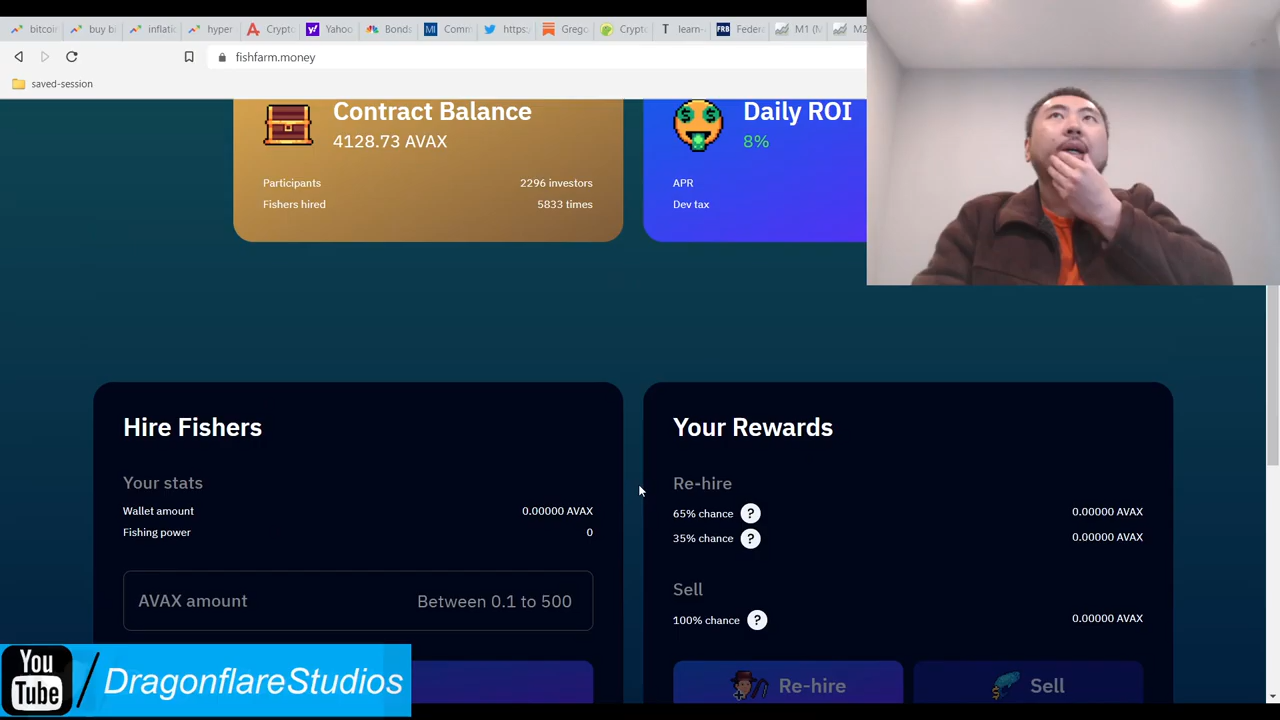 bitcoi
buy b
inflatio
hyper
Crypto
Yahoo
Bonds
MI
Comm
https:
Grego
Crypto
T
learn-
FRB
Feder
M1 (M
M2
fishfarm.money
saved-session
Contract Balance
4128.73 AVAX
Participants
2296 investors
Fishers hired
5833 times
Daily ROI
8%
APR
Dev tax
Hire Fishers
Your stats
Wallet amount
0.00000 AVAX
Fishing power
0
AVAX amount
Between 0.1 to 500
Your Rewards
Re-hire
65% chance ?
0.00000 AVAX
35% chance ?
0.00000 AVAX
Sell
100% chance ?
0.00000 AVAX
Re-hire
Sell
You Tube / DragonflareStudios